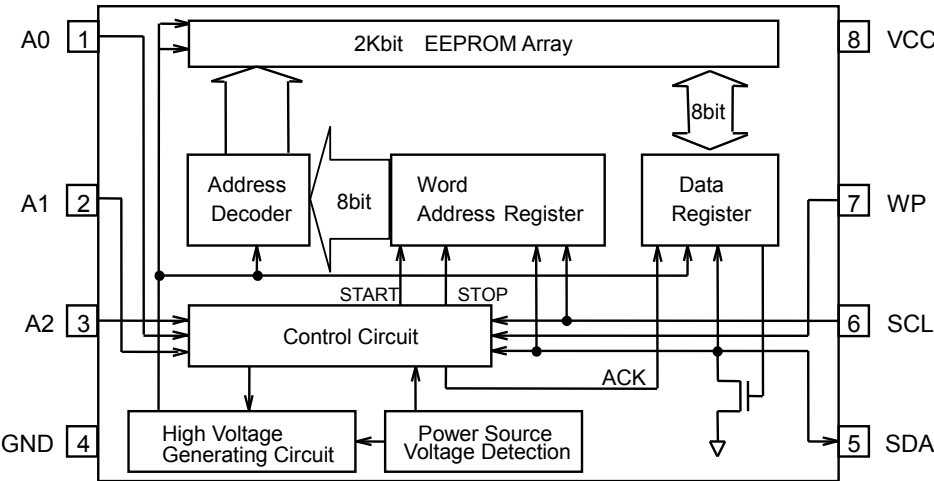 2Kbit EEPROM Array
A0 1
8 VCC
8bit
Address
Decoder
8bit
Word
Address Register
Data
Register
A1 2
7 WP
START
STOP
A2 3
Control Circuit
6 SCL
ACK
GND 4
High Voltage
Generating Circuit
Power Source
Voltage Detection
5 SDA